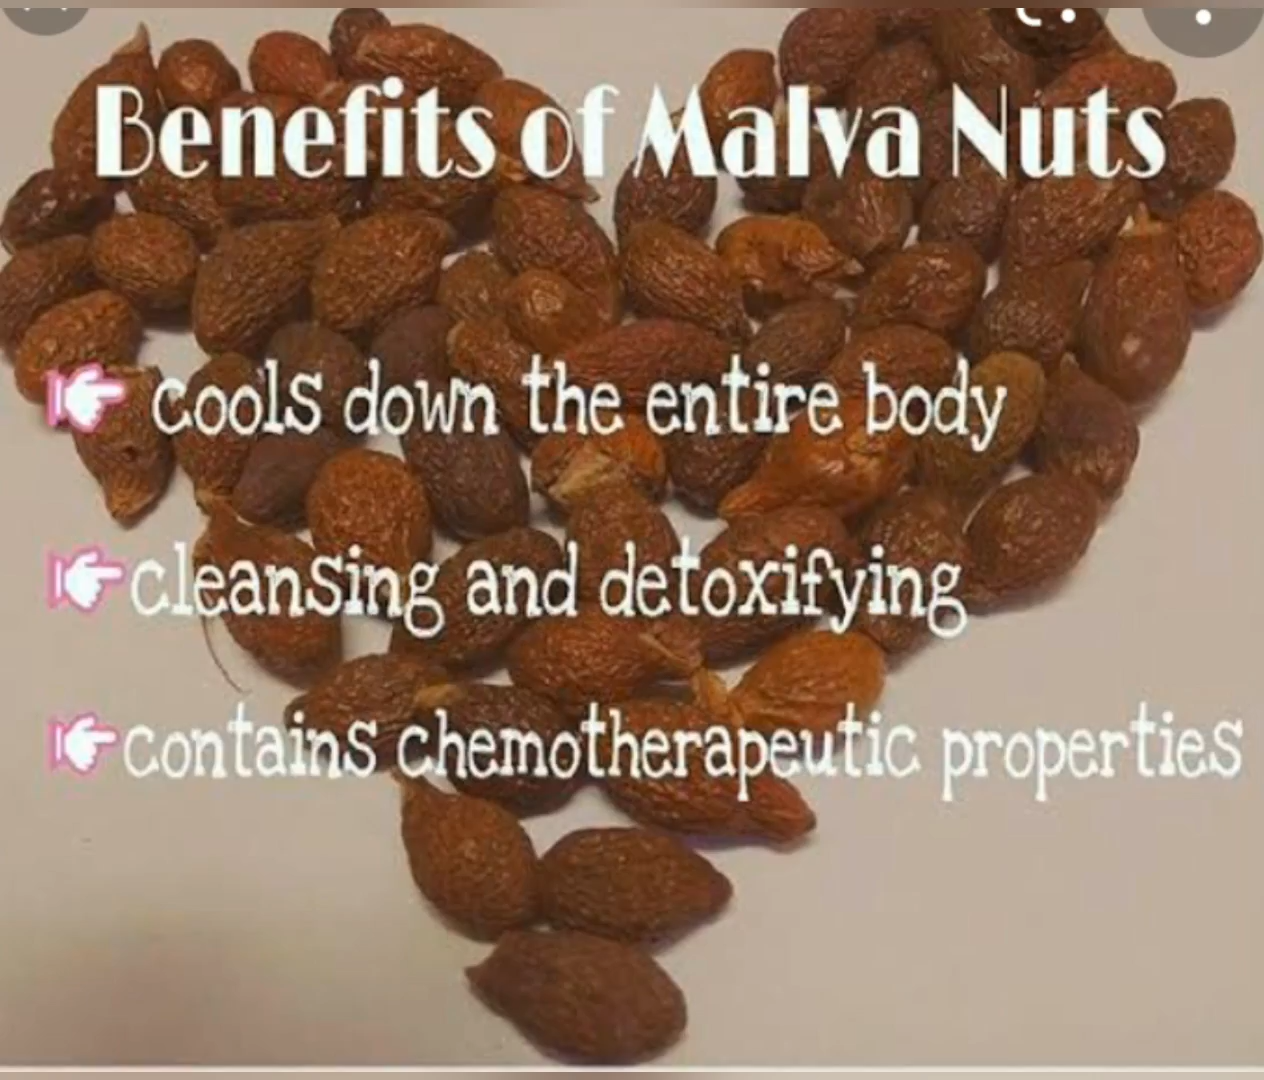 Benefits of Malva Nuts
cools down the entire body
cleansing and detoxifying
contains chemotherapeutic properties